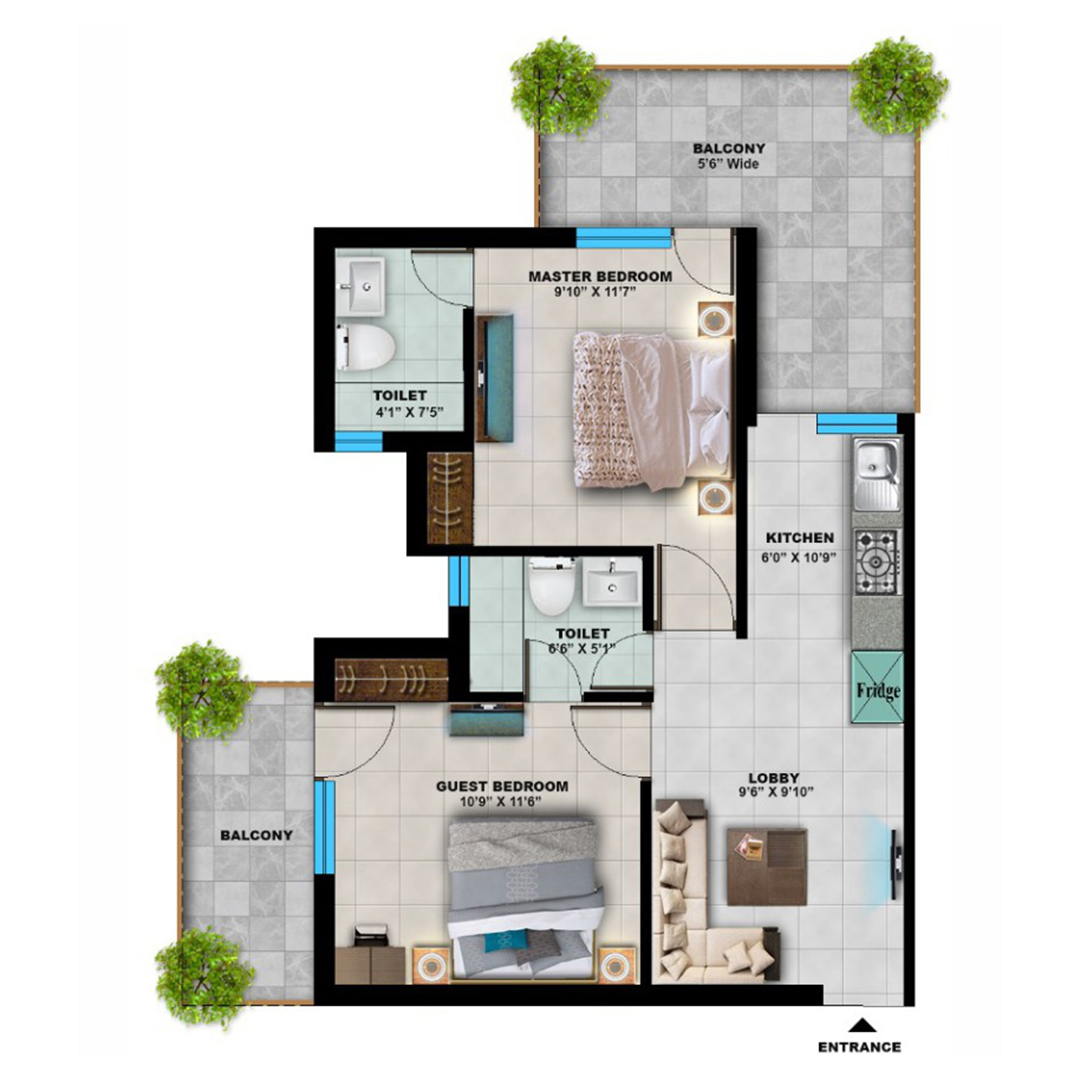 BALCONY
5'6" Wide
MASTER BEDROOM
9'10" X 11'7"
TOILET
4'1" X 7'5"
KITCHEN
6'0" X 10'9"
TOILET
6'6" X 5'1"
Fridge
LOBBY
9'6" X 9'10"
GUEST BEDROOM
10'9" X 11'6"
BALCONY
ENTRANCE